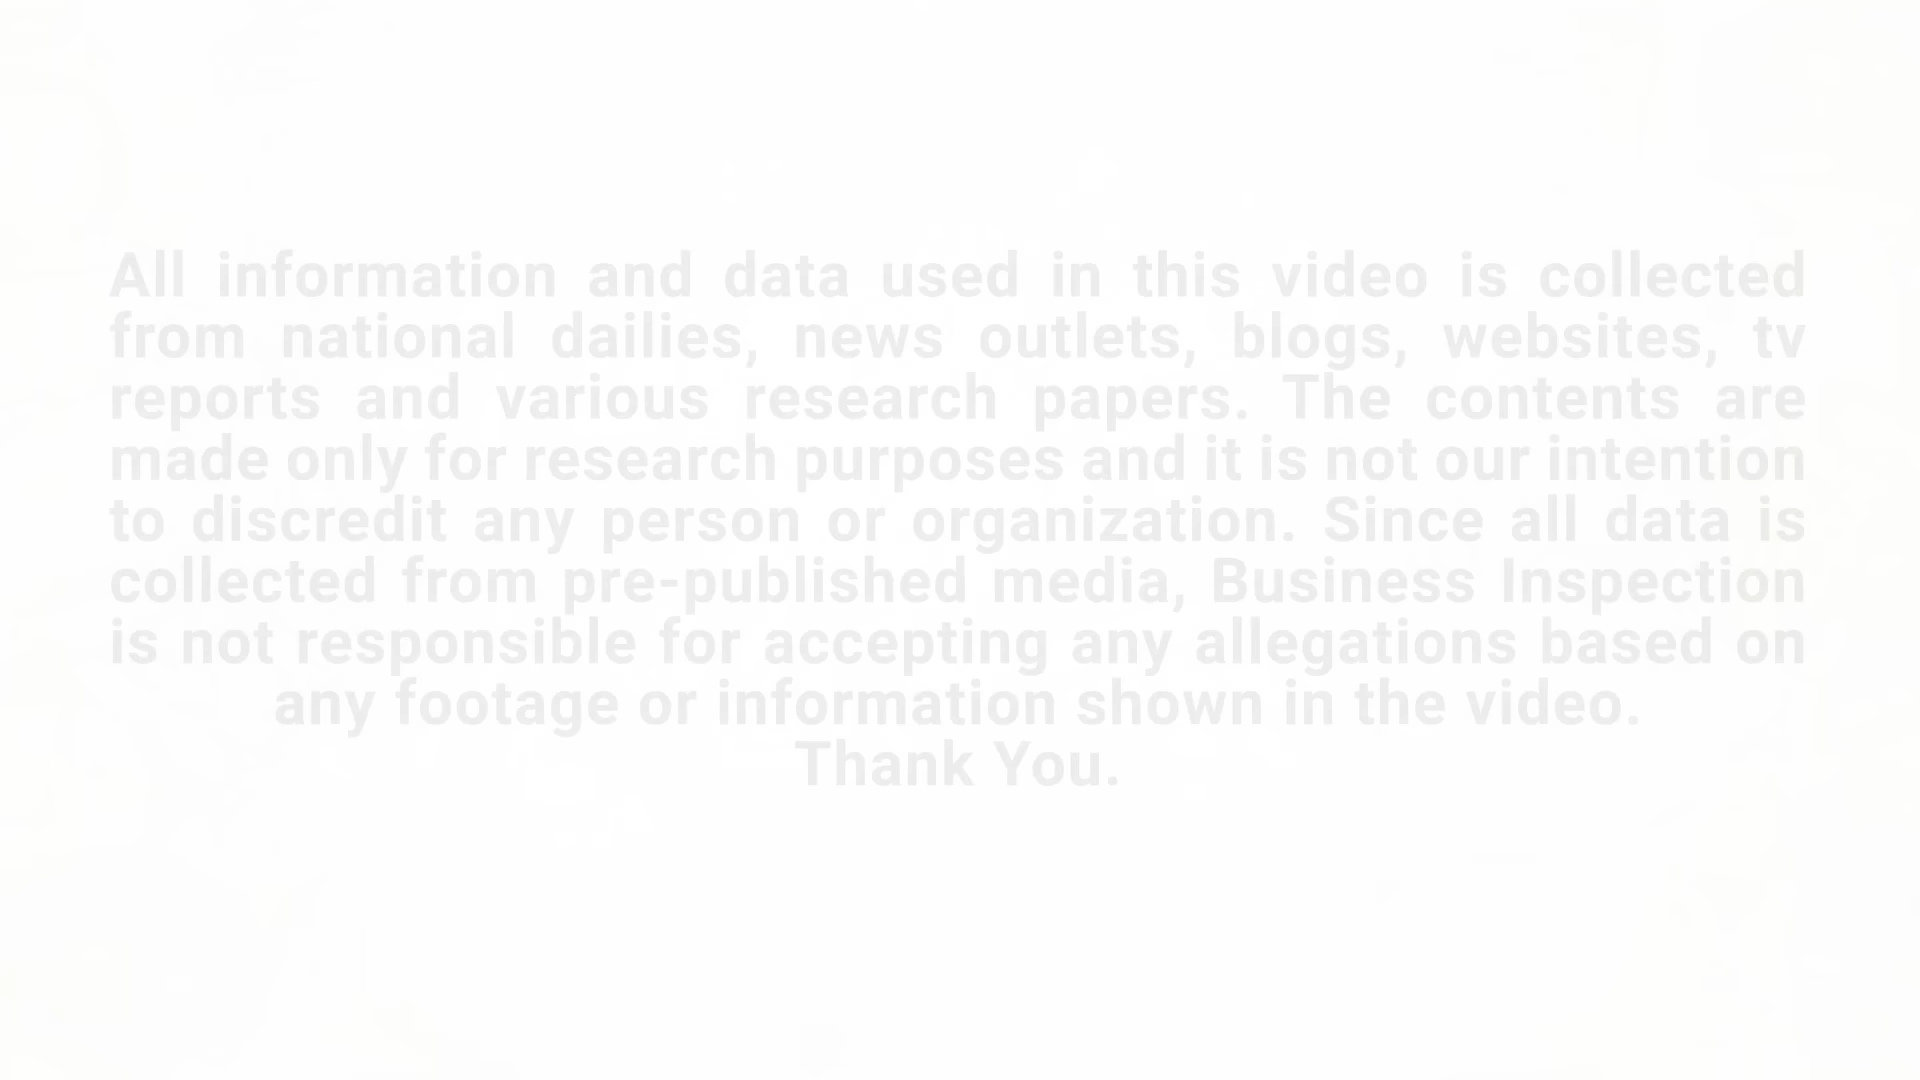 All information and data used in this video is collected
from national dailies, news outlets, blogs, websites, tv
reports and various research papers. The contents are
made only for research purposes and it is not our intention
to discredit any person or organization. Since all data is
collected from pre-published media, Business Inspection
is not responsible for accepting any allegations based on
any footage or information shown in the video.
Thank You.